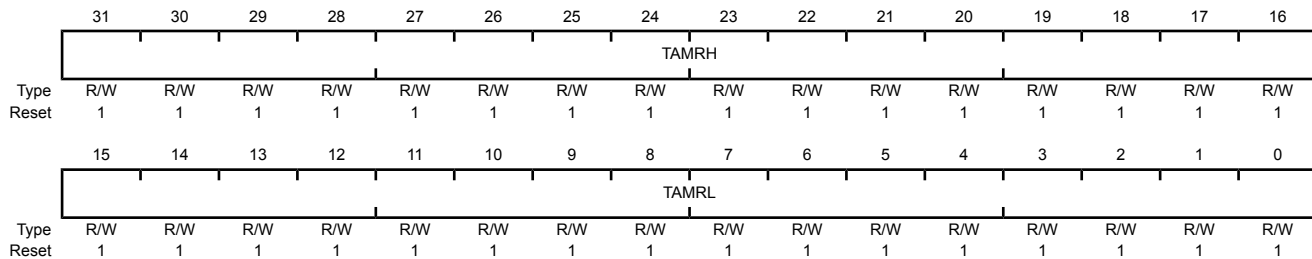 31 30 29 28 27 26 25 24 23 22 21 20 19 18 17 16
TAMRH
Type R/W R/W R/W R/W R/W R/W R/W R/W R/W R/W R/W R/W R/W R/W R/W R/W
Reset 1 1 1 1 1 1 1 1 1 1 1 1 1 1 1 1
15 14 13 12 11 10 9 8 7 6 5 4 3 2 1 0
TAMRL
Type R/W R/W R/W R/W R/W R/W R/W R/W R/W R/W R/W R/W R/W R/W R/W R/W
Reset 1 1 1 1 1 1 1 1 1 1 1 1 1 1 1 1